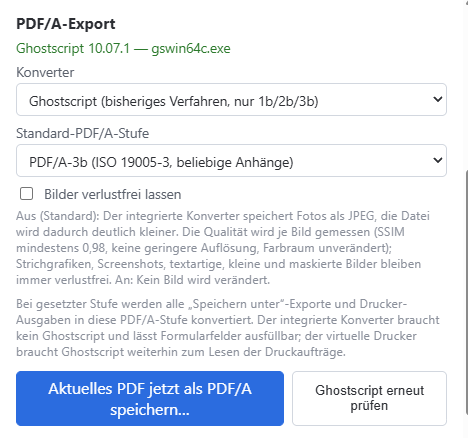 PDF/A-Export
Ghostscript 10.07.1 — gswin64c.exe
Konverter
Ghostscript (bisheriges Verfahren, nur 1b/2b/3b)
Standard-PDF/A-Stufe
PDF/A-3b (ISO 19005-3, beliebige Anhänge)
Bilder verlustfrei lassen
Aus (Standard): Der integrierte Konverter speichert Fotos als JPEG, die Datei
wird dadurch deutlich kleiner. Die Qualität wird je Bild gemessen (SSIM
mindestens 0,98, keine geringere Auflösung, Farbraum unverändert);
Strichgrafiken, Screenshots, textartige, kleine und maskierte Bilder bleiben
immer verlustfrei. An: Kein Bild wird verändert.
Bei gesetzter Stufe werden alle „Speichern unter“-Exporte und Drucker-
Ausgaben in diese PDF/A-Stufe konvertiert. Der integrierte Konverter braucht
kein Ghostscript und lässt Formularfelder ausfüllbar; der virtuelle Drucker
braucht Ghostscript weiterhin zum Lesen der Druckaufträge.
Aktuelles PDF jetzt als PDF/A
speichern...
Ghostscript erneut
prüfen